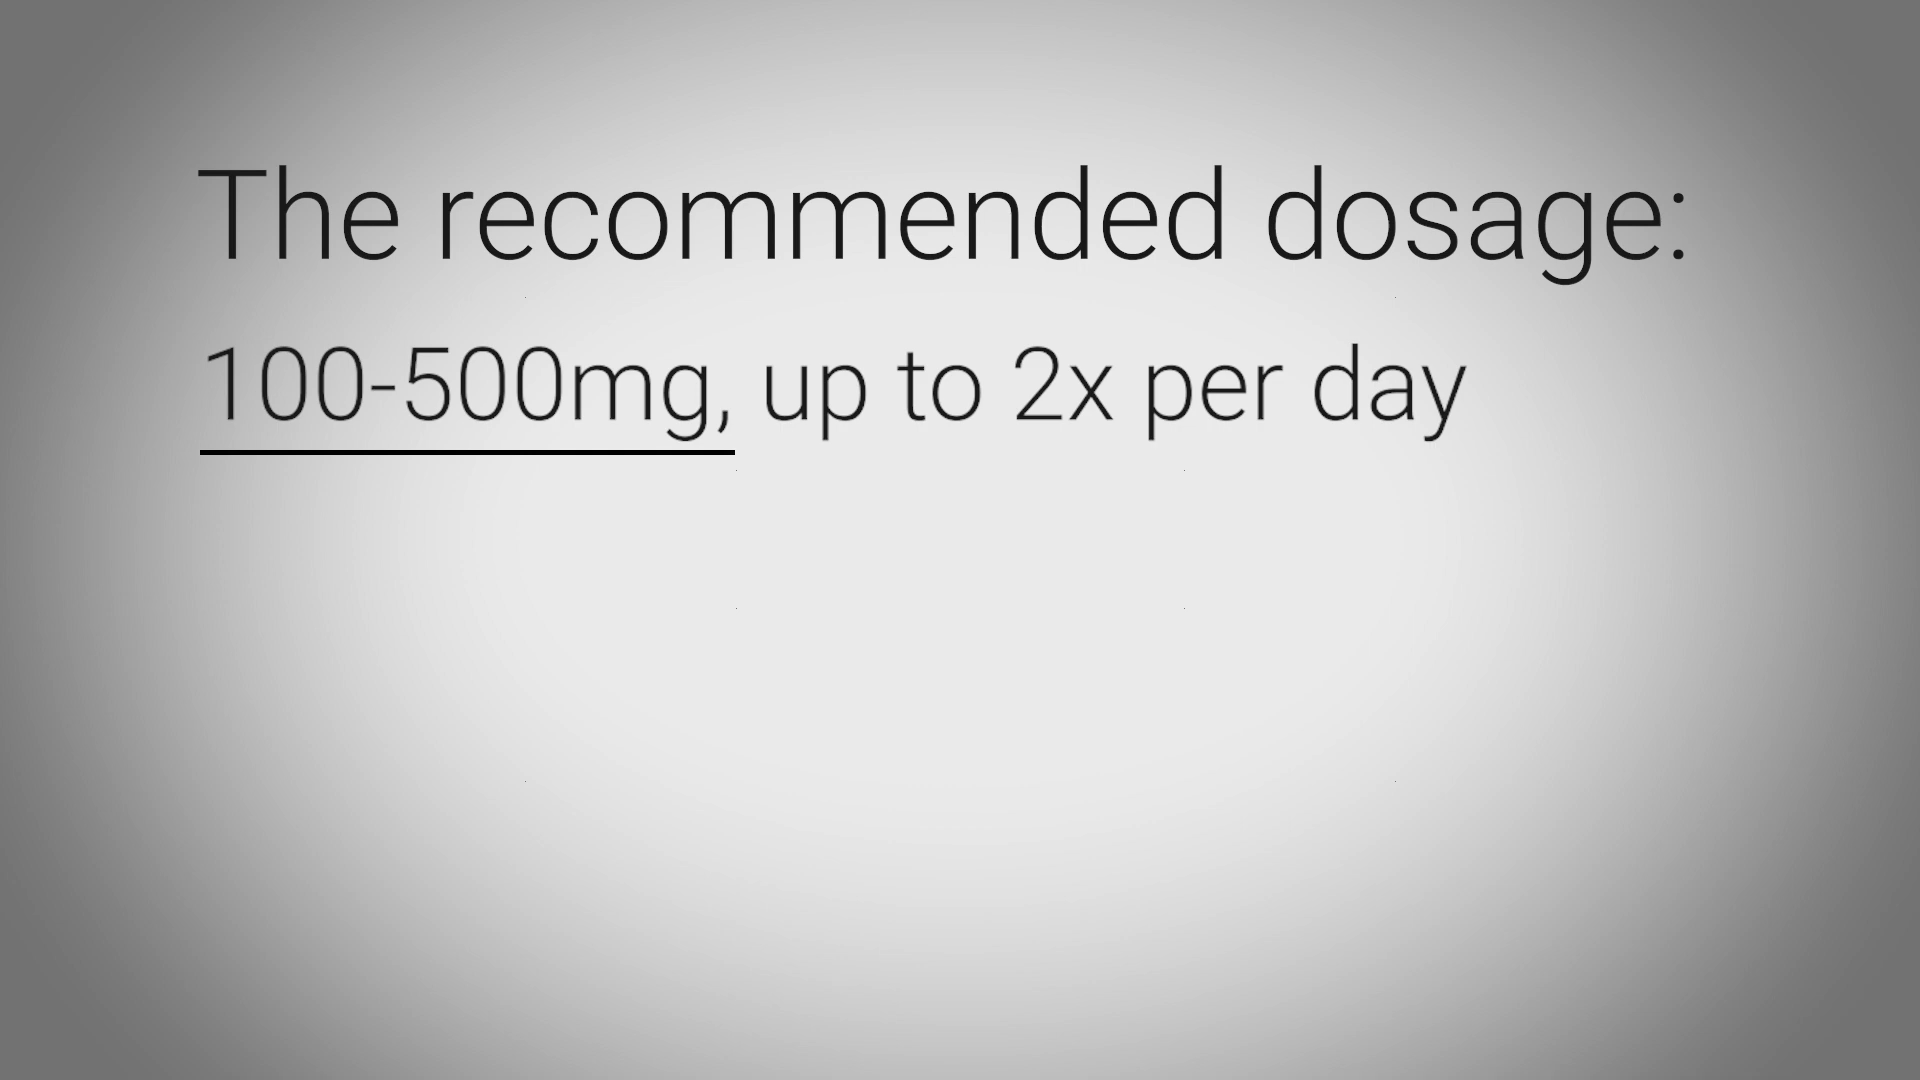 The recommended dosage:
100-500mg, up to 2x per day